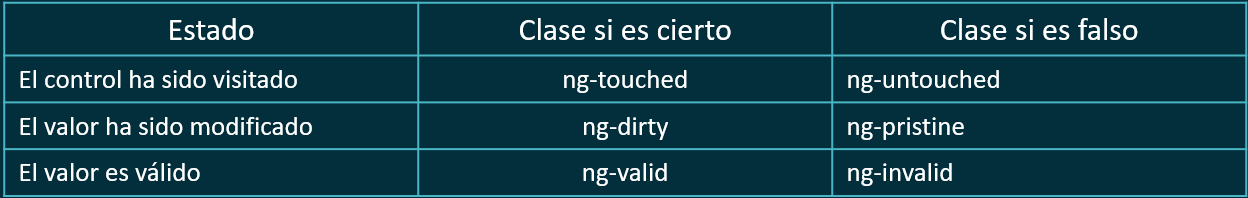 Estado Clase si es cierto Clase si es falso
El control ha sido visitado ng-touched ng-untouched
El valor ha sido modificado ng-dirty ng-pristine
El valor es válido ng-valid ng-invalid